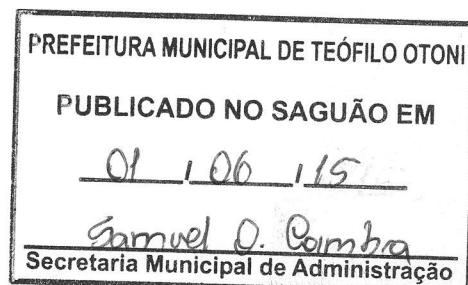 PREFEITURA MUNICIPAL DE TEÓFILO OTONI
PUBLICADO NO SAGUÃO EM
01 / 06 / 15
Samuel O. Coimbra
Secretaria Municipal de Administração